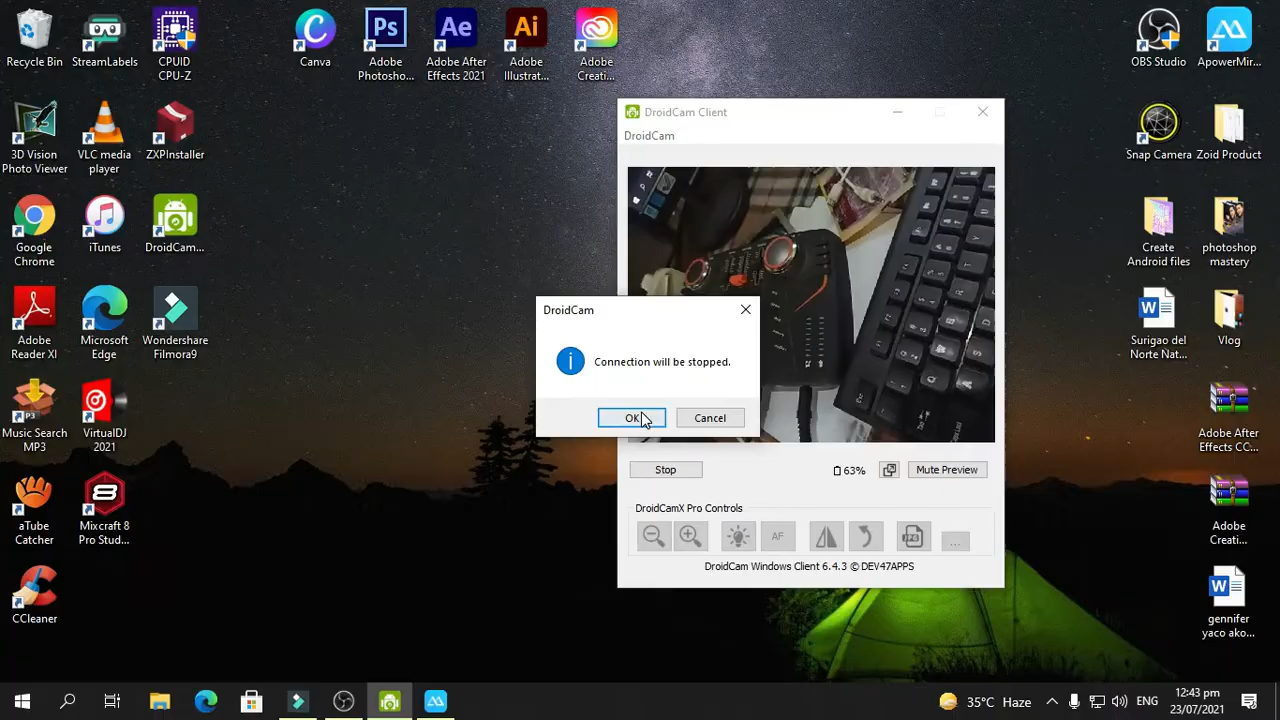 Recycle Bin
StreamLabels
CPUID
CPU-Z
Canva
Ps
Adobe
Photosho...
Ae
Adobe After
Effects 2021
Ai
Adobe
Illustrat...
Adobe
Creati...
OBS Studio
ApowerMir...
3D Vision
Photo Viewer
VLC media
player
ZXPInstaller
Snap Camera
Zoid Product
Google
Chrome
iTunes
DroidCam...
Create
Android files
photoshop
mastery
Adobe
Reader XI
Microsoft
Edge
Wondershare
Filmora9
Surigao del
Norte Nat...
Vlog
Music Search
MP3
VirtualDJ
2021
Adobe After
Effects CC...
aTube
Catcher
Mixcraft 8
Pro Stud...
Adobe
Creati...
CCleaner
gennifer
yaco ako...
DroidCam Client
DroidCam
DroidCam
Connection will be stopped.
OK
Cancel
Stop
63%
Mute Preview
DroidCamX Pro Controls
AF
JPG
...
DroidCam Windows Client 6.4.3 © DEV47APPS
35°C Haze
ENG
12:43 pm
23/07/2021